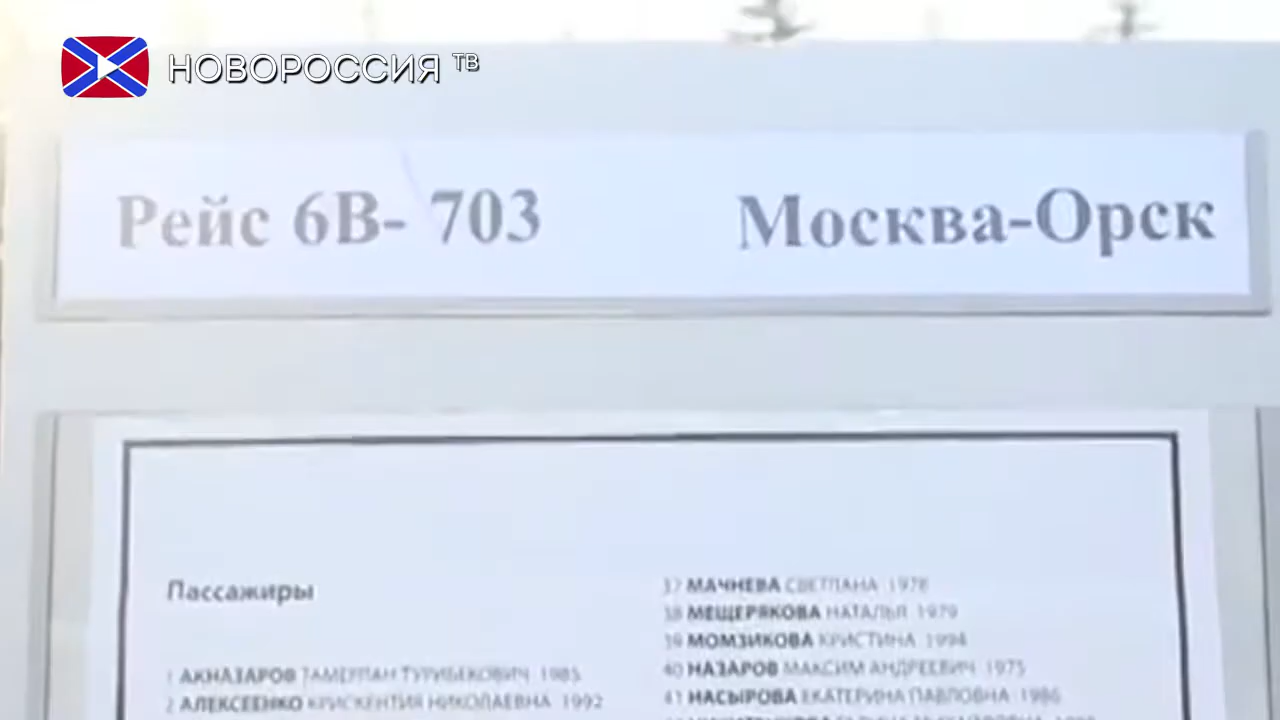 НОВОРОССИЯ ТВ
Рейс 6В- 703
Москва-Орск
Пассажиры
1 АКНАЗАРОВ ТАМЕРЛАН ТУРИБЕКОВИЧ 1985
2 АЛЕКСЕЕНКО КРИСКЕНТИЯ НИКОЛАЕВНА 1992
37 МАЧНЕВА СВЕТЛАНА 1978
38 МЕЩЕРЯКОВА НАТАЛЬЯ 1979
39 МОМЗИКОВА КРИСТИНА 1994
40 НАЗАРОВ МАКСИМ АНДРЕЕВИЧ 1975
41 НАСЫРОВА ЕКАТЕРИНА ПАВЛОВНА 1986